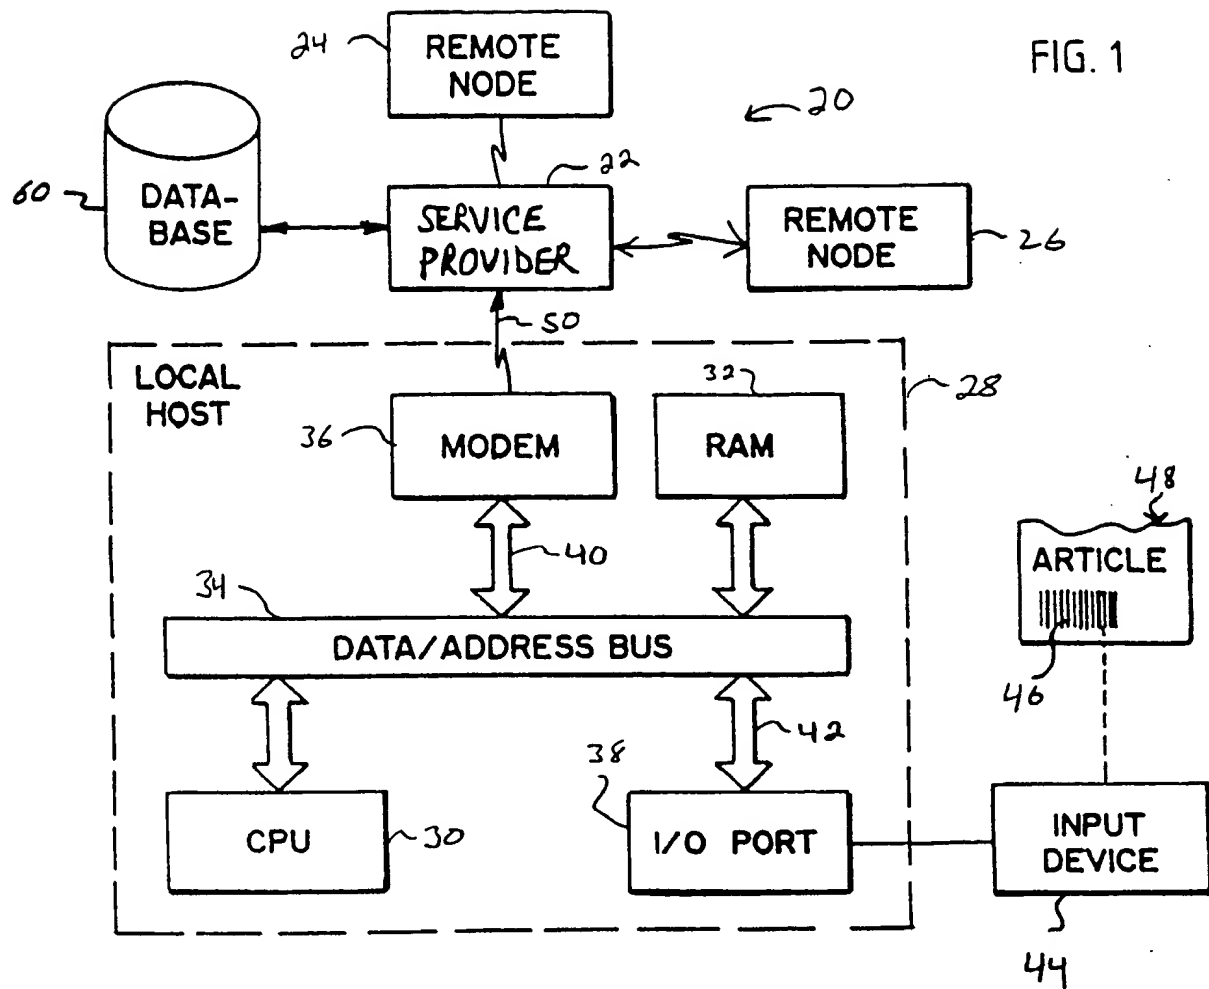 24
REMOTE
NODE
FIG. 1
20
60
DATA-
BASE
22
SERVICE
PROVIDER
REMOTE
NODE
26
50
LOCAL
HOST
28
36
MODEM
32
RAM
40
48
ARTICLE
46
34
DATA/ADDRESS BUS
42
38
CPU
30
I/O PORT
INPUT
DEVICE
44